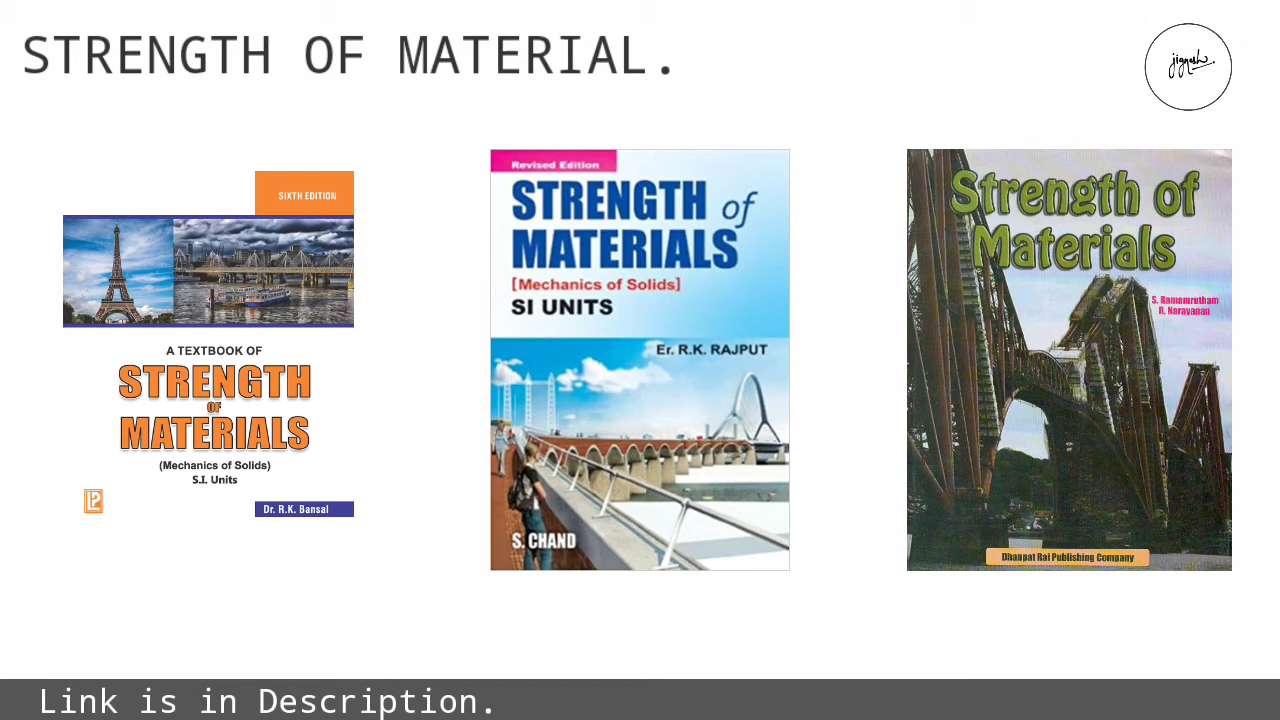 STRENGTH OF MATERIAL.
jignesh
SIXTH EDITION
A TEXTBOOK OF
STRENGTH
OF
MATERIALS
(Mechanics of Solids)
S.I. Units
LP
Dr. R.K. Bansal
Revised Edition
STRENGTH of
MATERIALS
[Mechanics of Solids]
SI UNITS
Er. R.K. RAJPUT
S. CHAND
Strength of
Materials
S. Ramamrutham
R. Narayanan
Dhanpat Rai Publishing Company
Link is in Description.